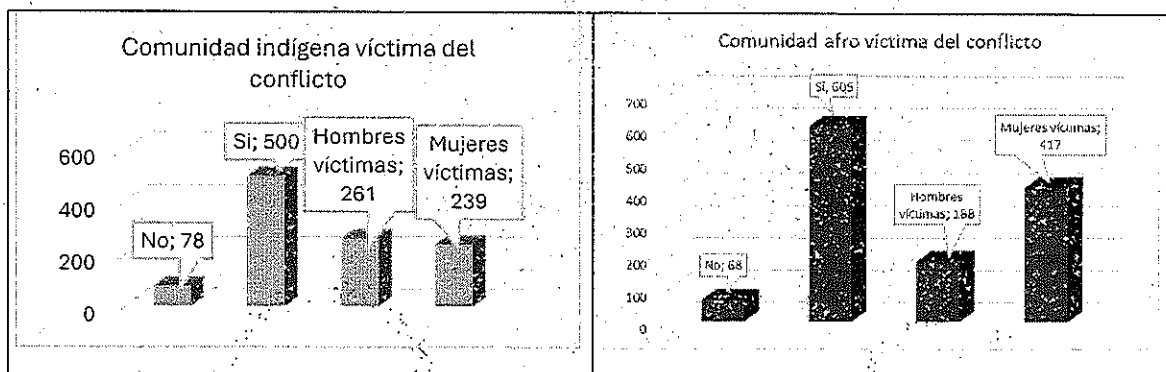 Comunidad indígena víctima del
conflicto
600
400
200
0
No; 78
Si; 500
Hombres
víctimas;
261
Mujeres
víctimas;
239
Comunidad afro víctima del conflicto
700
600
500
400
300
200
100
0
No; 68
Si, 605
Hombres
víctimas; 188
Mujeres víctimas;
417